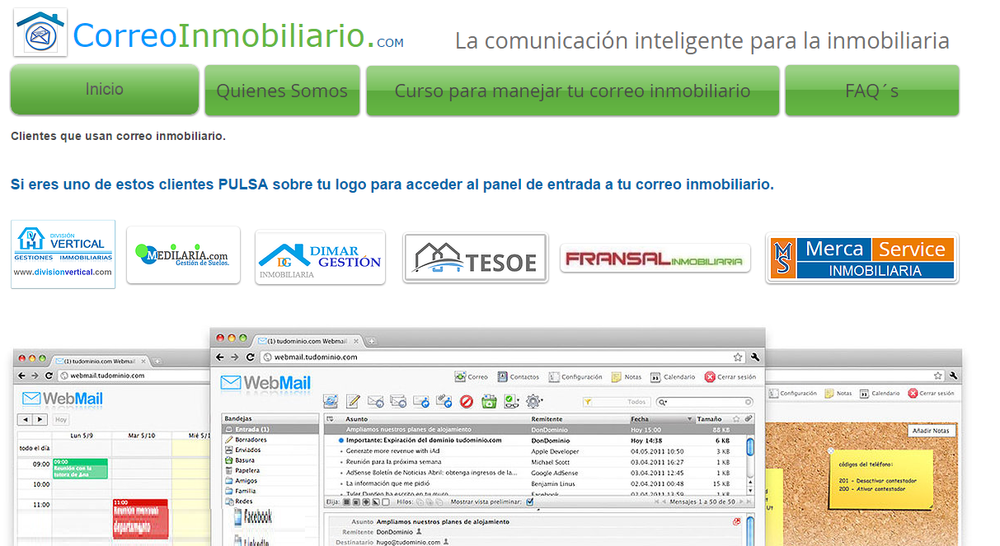 CorreoInmobiliario.COM
La comunicación inteligente para la inmobiliaria
Inicio
Quienes Somos
Curso para manejar tu correo inmobiliario
FAQ´s
Clientes que usan correo inmobiliario.
Si eres uno de estos clientes PULSA sobre tu logo para acceder al panel de entrada a tu correo inmobiliario.
DIVISIÓN
VERTICAL
GESTIONES INMOBILIARIAS
www.divisionvertical.com
MEDILARIA.com
Gestión de Suelos.
DIMAR
GESTIÓN
DG
INMOBILIARIA
TESOE
FRANSAL INMOBILIARIA
MS
Merca Service
INMOBILIARIA
(1) tudominio.com Webmail
webmail.tudominio.com
WebMail
Hoy
Lun 5/9
Mar 5/10
Mié 5/1
todo el día
09:00
09:00
Reunión con la
tutora de Ana
10:00
11:00
11:00
Reunión mensual
departamento
(1) tudominio.com Webmail
webmail.tudominio.com
WebMail
Correo
Contactos
Configuración
Notas
Calendario
Cerrar sesión
Todos
Bandejas
Entrada (1)
Borradores
Enviados
Basura
Papelera
Amigos
Familia
Redes
Facebook
LinkedIn
Asunto Remitente Fecha Tamaño
Ampliamos nuestros planes de alojamiento DonDominio Hoy 15:00 88 KB
Importante: Expiración del dominio tudominio.com DonDominio Hoy 14:38 6 KB
Generate more revenue with iAd Apple Developer 04.05.2011 10:50 3 KB
Reunión para la próxima semana Michael Scott 03.04.2011 16:27 1 KB
AdSense Boletín de Noticias Abril: obtenga ingresos de la... Google AdSense 03.04.2011 12:45 1 KB
La información que me pidió Benjamin Linus 02.04.2011 00:48 15 KB
Tyler Durden ha escrito en tu muro Facebook 02.04.2011 13:59 1 KB
Elija:
Hilos:
Mostrar vista preliminar:
Mensajes 1 a 50 de 50
Asunto Ampliamos nuestros planes de alojamiento
Remitente DonDominio
Destinatario hugo@tudominio.com
Configuración
Notas
Calendario
Cerrar sesión
Añadir Notas
códigos del teléfono:
201 - Desactivar contestador
200 - Activar contestador